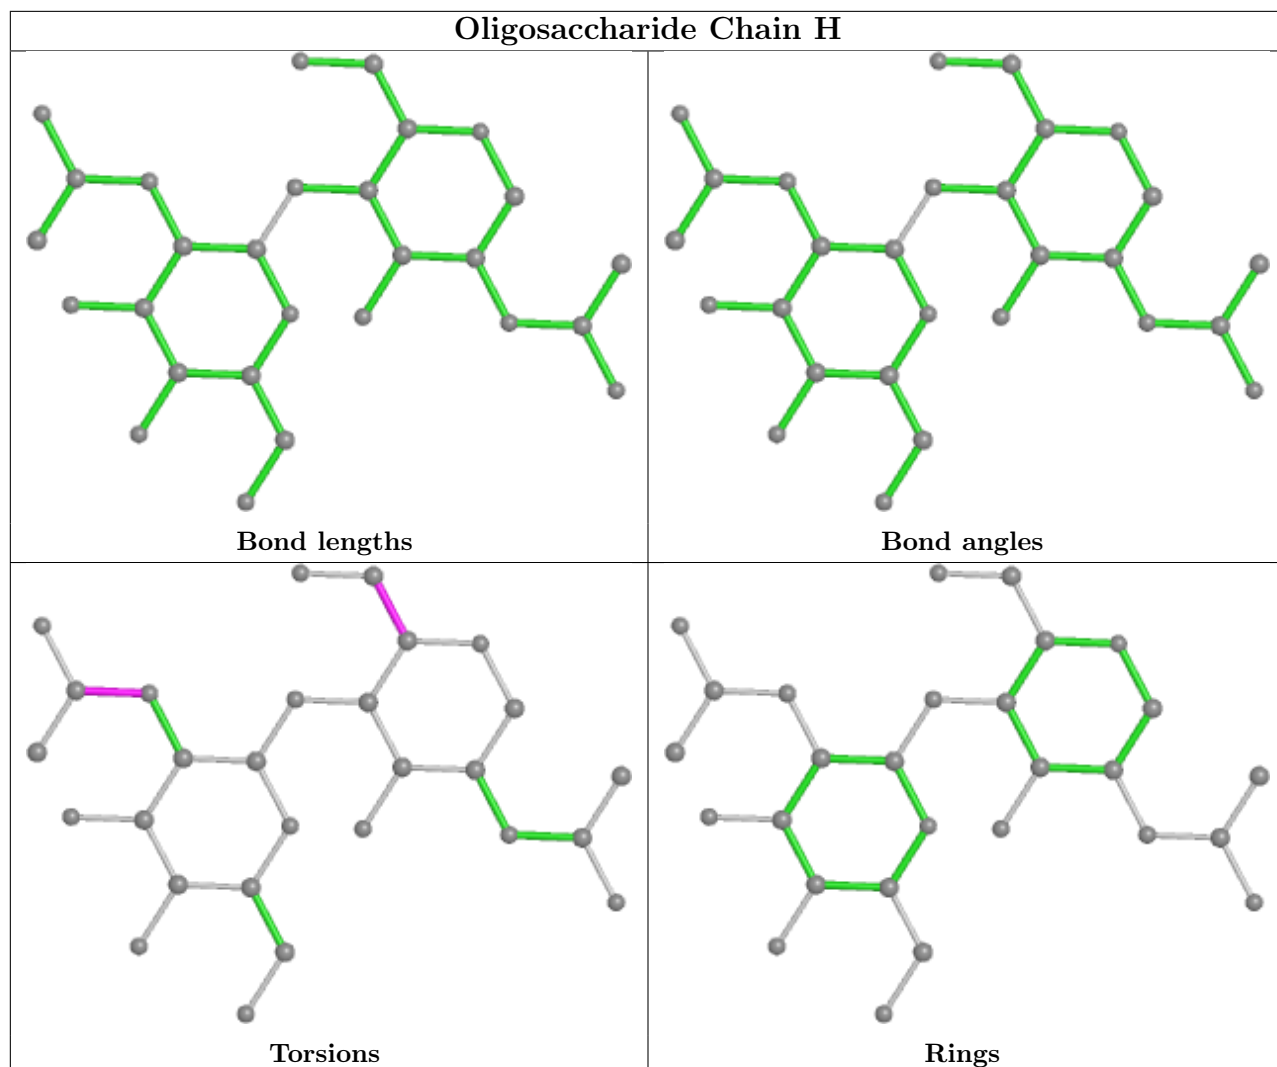 Oligosaccharide Chain H
Bond lengths
Bond angles
Torsions
Rings